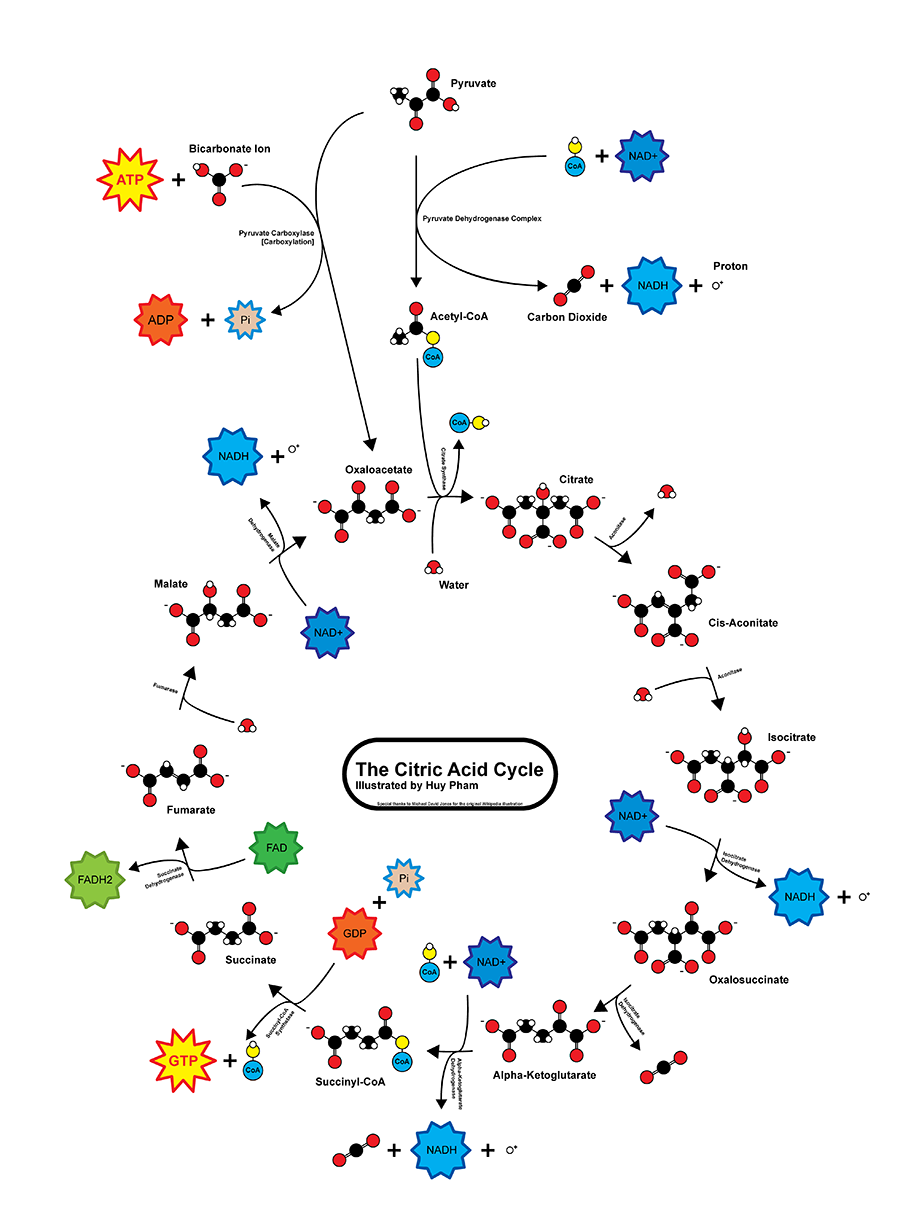 Pyruvate
Bicarbonate Ion
-
ATP
+
CoA
+
NAD+
Pyruvate Carboxylase
[Carboxylation]
Pyruvate Dehydrogenase Complex
Proton
ADP
+
Pi
+
NADH
+
+
Carbon Dioxide
Acetyl-CoA
CoA
CoA
Citrate Synthase
NADH
+
+
Oxaloacetate
-
-
Citrate
-
-
-
Aconitase
Water
Malate
Dehydrogenase
Malate
-
-
NAD+
-
-
-
Cis-Aconitate
Fumarase
Aconitase
Isocitrate
-
-
-
The Citric Acid Cycle
Illustrated by Huy Pham
Special thanks to Michael David Jones for the original Wikipedia illustration
-
-
Fumarate
NAD+
Isocitrate
Dehydrogenase
NADH
+
+
FAD
FADH2
Succinate
Dehydrogenase
Pi
+
GDP
-
-
Succinate
CoA
+
NAD+
-
-
-
Oxalosuccinate
Isocitrate
Dehydrogenase
Succinyl-CoA
Synthetase
GTP
+
CoA
-
CoA
Succinyl-CoA
Alpha-Ketoglutarate
Dehydrogenase
-
-
Alpha-Ketoglutarate
+
NADH
+
+